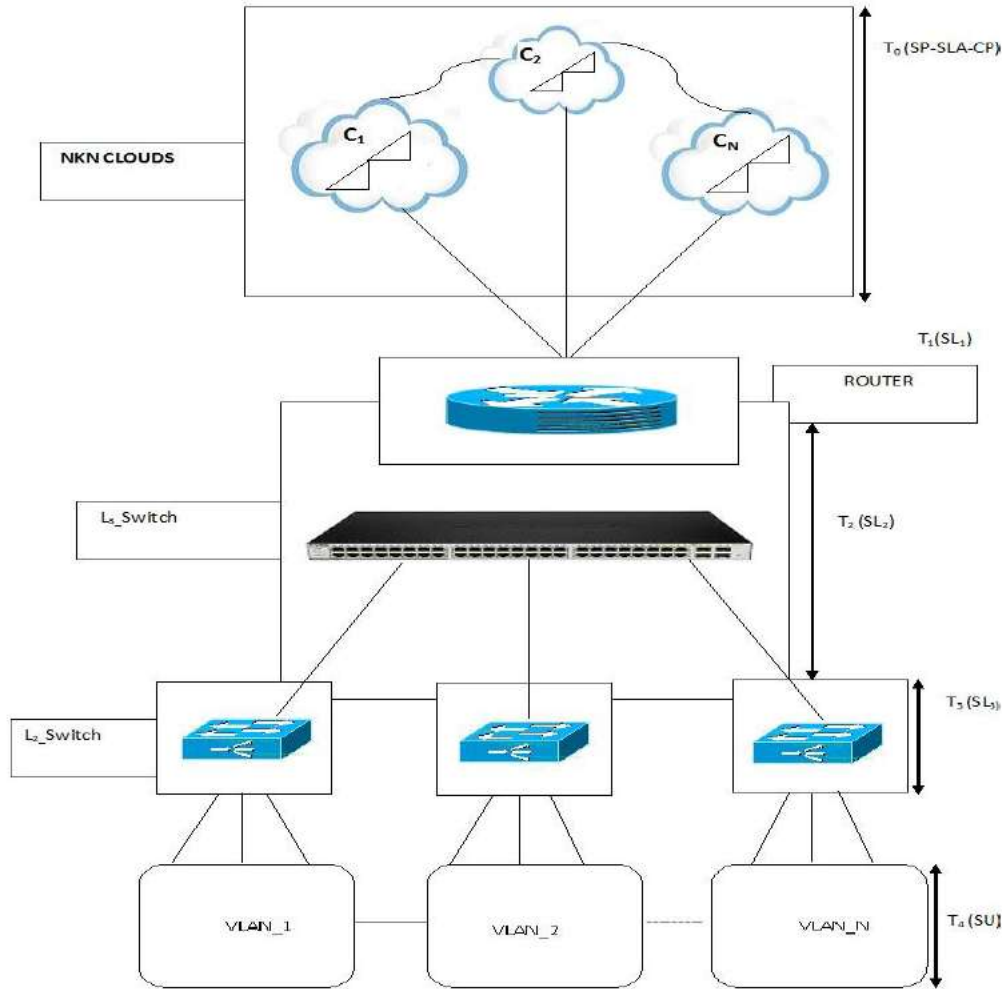 C₂
T₀ (SP-SLA-CP)
C₁
C_N
NKN CLOUDS
T₁(SL₁)
ROUTER
L₃_Switch
T₂ (SL₂)
T₃ (SL₃)
L₂_Switch
VLAN_1
VLAN_2
VLAN_N
T₄ (SU)